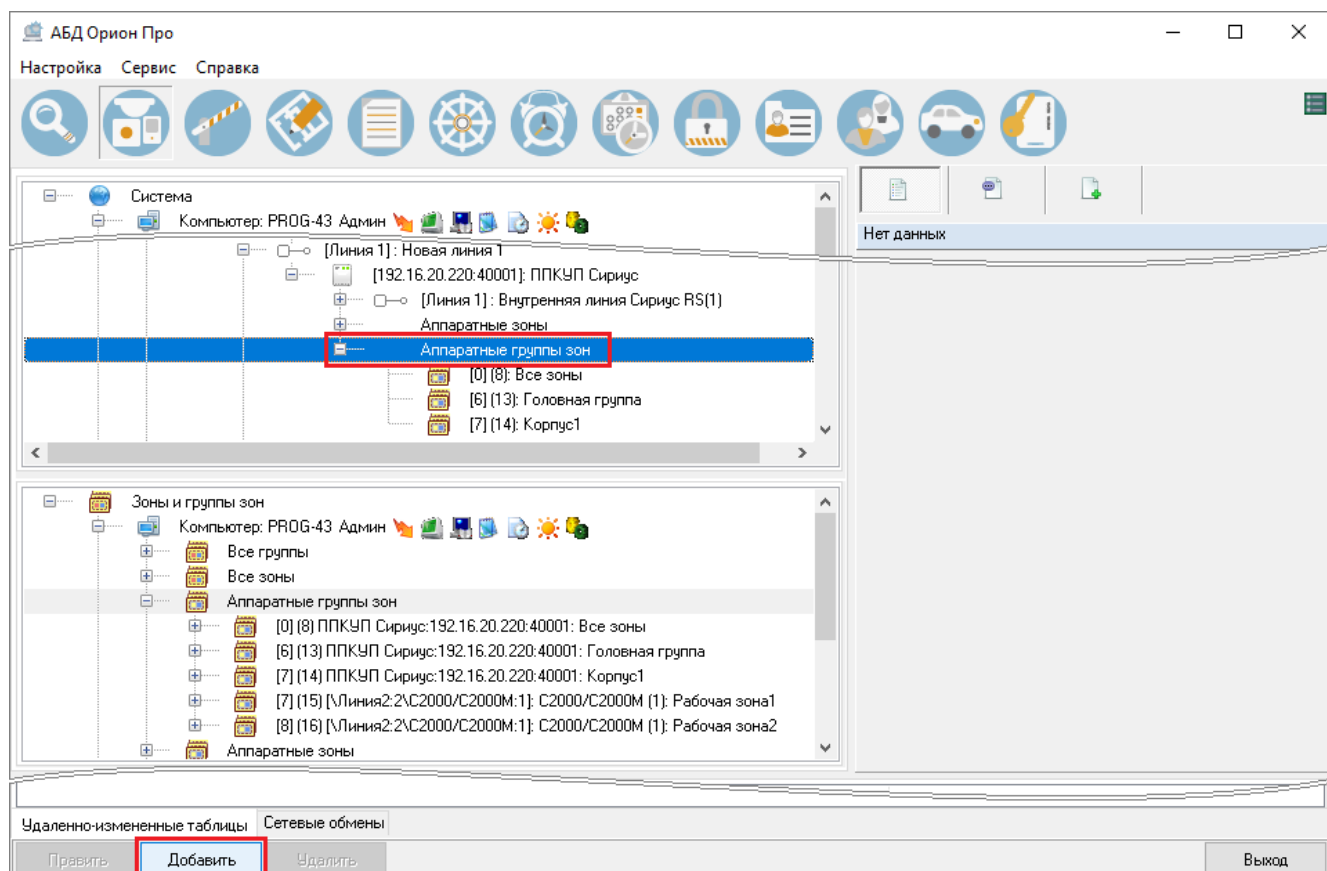 АБД Орион Про
Настройка Сервис Справка
Система
Компьютер: PROG-43 Админ
Нет данных
[Линия 1] : Новая линия 1
[192.16.20.220:40001]: ППКУП Сириус
[Линия 1] : Внутренняя линия Сириус RS(1)
Аппаратные зоны
Аппаратные группы зон
[0] (8): Все зоны
[6] (13): Головная группа
[7] (14): Корпус1
Зоны и группы зон
Компьютер: PROG-43 Админ
Все группы
Все зоны
Аппаратные группы зон
[0] (8) ППКУП Сириус:192.16.20.220:40001: Все зоны
[6] (13) ППКУП Сириус:192.16.20.220:40001: Головная группа
[7] (14) ППКУП Сириус:192.16.20.220:40001: Корпус1
[7] (15) [\Линия2:2\С2000/С2000М:1]: С2000/С2000М (1): Рабочая зона1
[8] (16) [\Линия2:2\С2000/С2000М:1]: С2000/С2000М (1): Рабочая зона2
Аппаратные зоны
Удаленно-измененные таблицы Сетевые обмены
Править Добавить Удалить Выход